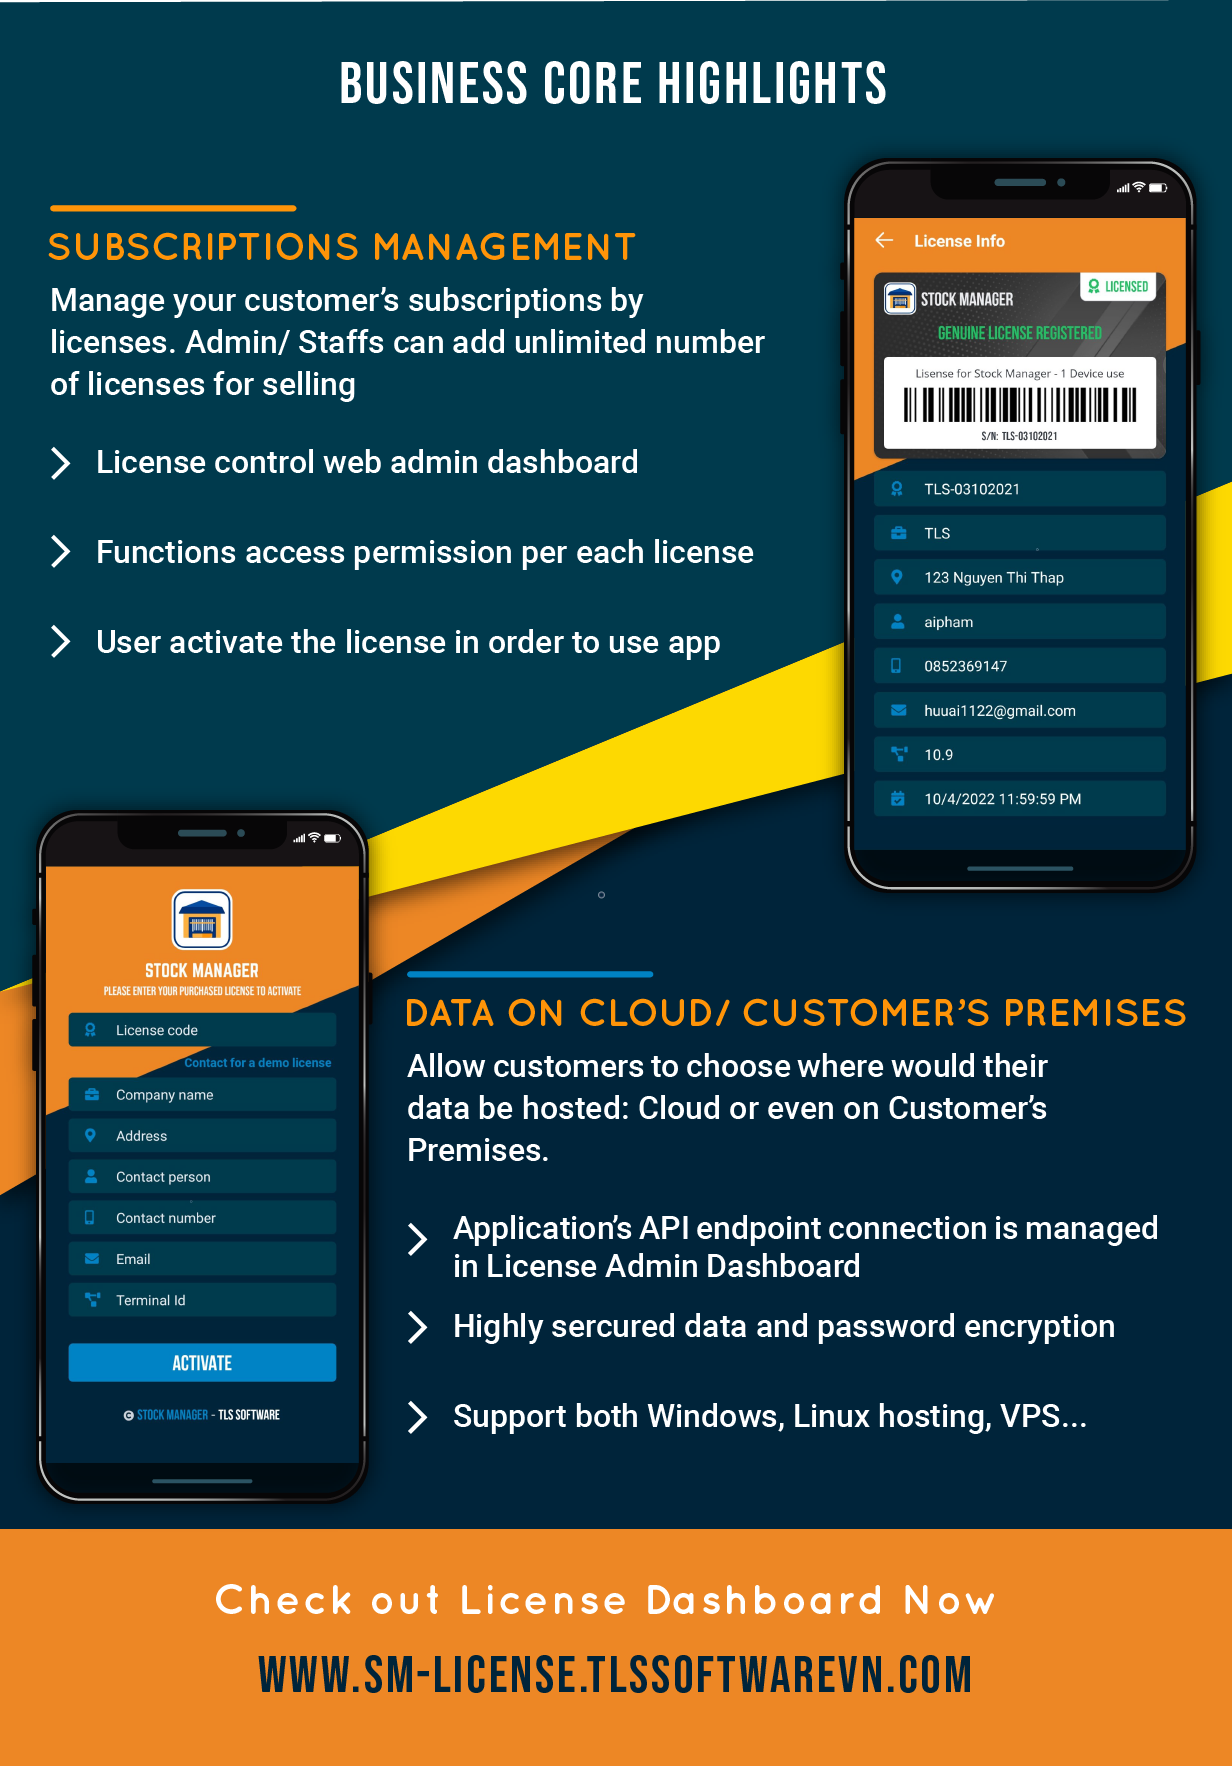 BUSINESS CORE HIGHLIGHTS
SUBSCRIPTIONS MANAGEMENT
Manage your customer's subscriptions by
licenses. Admin/ Staffs can add unlimited number
of licenses for selling
License control web admin dashboard
Functions access permission per each license
User activate the license in order to use app
License Info
STOCK MANAGER
LICENSED
GENUINE LICENSE REGISTERED
Lisense for Stock Manager - 1 Device use
S/N: TLS-03102021
TLS-03102021
TLS
123 Nguyen Thi Thap
aipham
0852369147
huuai1122@gmail.com
10.9
10/4/2022 11:59:59 PM
STOCK MANAGER
PLEASE ENTER YOUR PURCHASED LICENSE TO ACTIVATE
License code
Contact for a demo license
Company name
Address
Contact person
Contact number
Email
Terminal Id
ACTIVATE
© STOCK MANAGER - TLS SOFTWARE
DATA ON CLOUD/ CUSTOMER'S PREMISES
Allow customers to choose where would their
data be hosted: Cloud or even on Customer's
Premises.
Application's API endpoint connection is managed
in License Admin Dashboard
Highly sercured data and password encryption
Support both Windows, Linux hosting, VPS...
Check out License Dashboard Now
WWW.SM-LICENSE.TLSSOFTWAREVN.COM